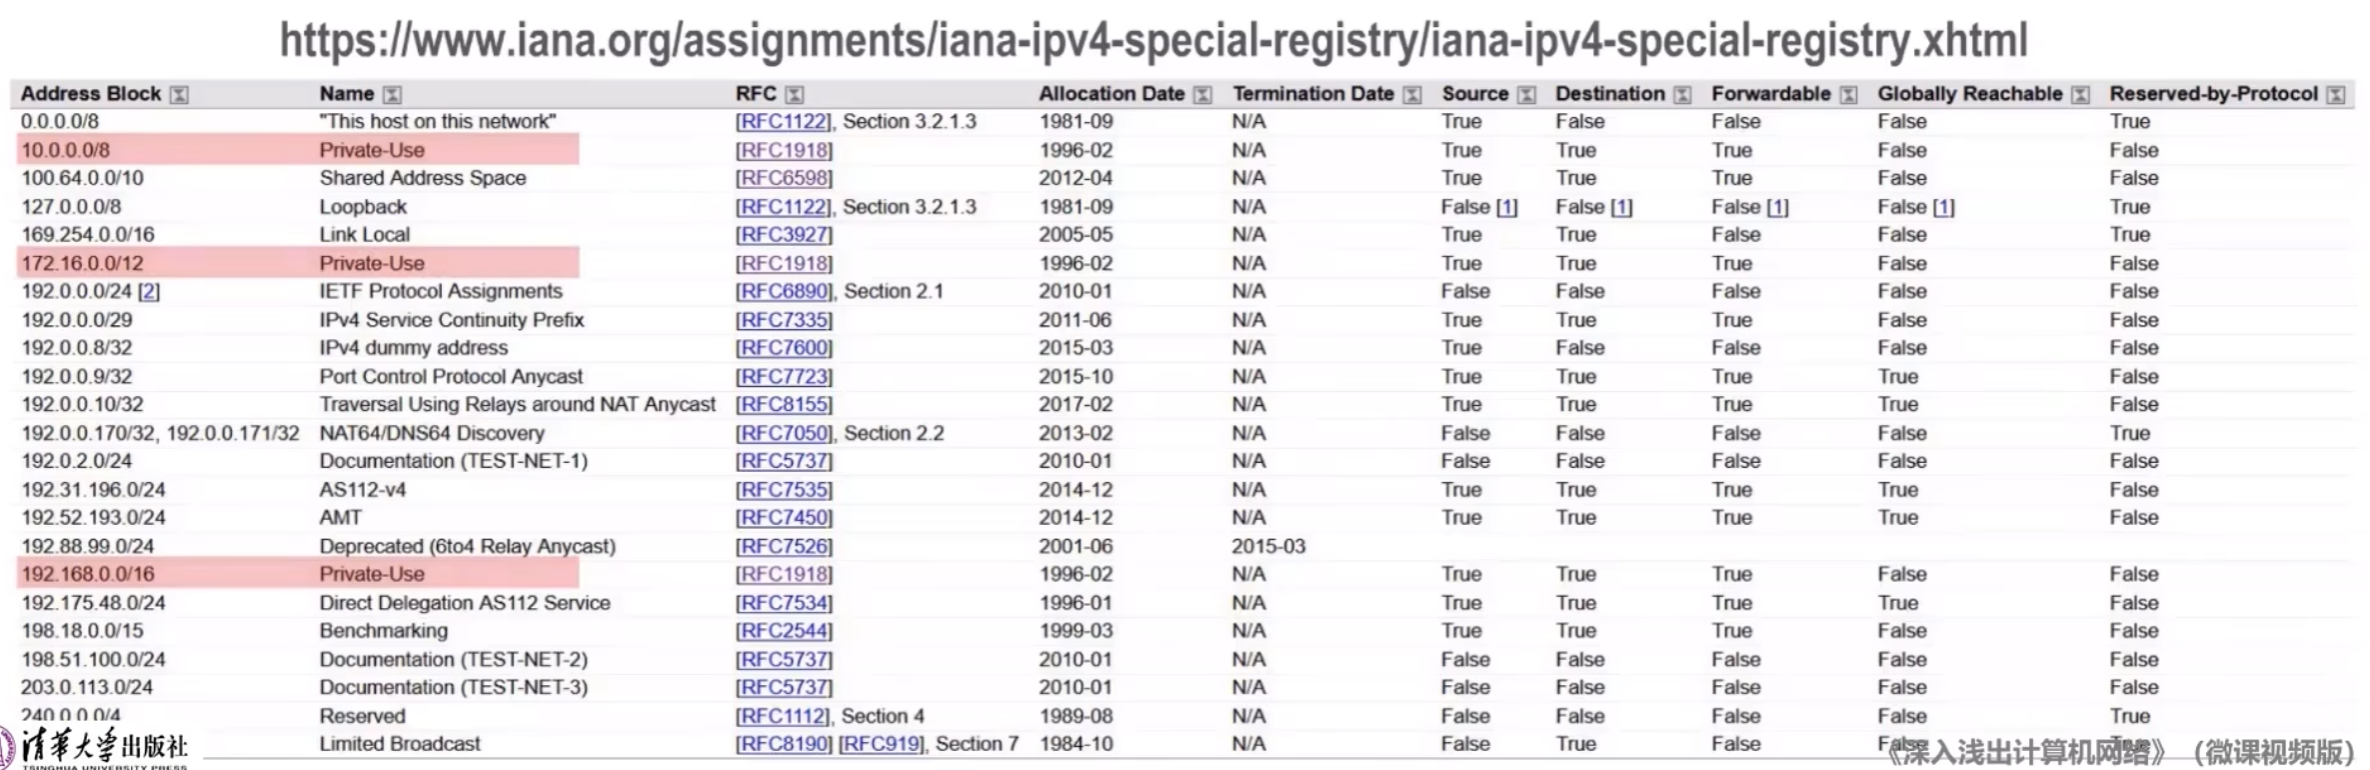 https://www.iana.org/assignments/iana-ipv4-special-registry/iana-ipv4-special-registry.xhtml
Address Block Name RFC Allocation Date Termination Date Source Destination Forwardable Globally Reachable Reserved-by-Protocol
0.0.0.0/8 "This host on this network" [RFC1122], Section 3.2.1.3 1981-09 N/A True False False False True
10.0.0.0/8 Private-Use [RFC1918] 1996-02 N/A True True True False False
100.64.0.0/10 Shared Address Space [RFC6598] 2012-04 N/A True True True False False
127.0.0.0/8 Loopback [RFC1122], Section 3.2.1.3 1981-09 N/A False [1] False [1] False [1] False [1] True
169.254.0.0/16 Link Local [RFC3927] 2005-05 N/A True True False False True
172.16.0.0/12 Private-Use [RFC1918] 1996-02 N/A True True True False False
192.0.0.0/24 [2] IETF Protocol Assignments [RFC6890], Section 2.1 2010-01 N/A False False False False False
192.0.0.0/29 IPv4 Service Continuity Prefix [RFC7335] 2011-06 N/A True True True False False
192.0.0.8/32 IPv4 dummy address [RFC7600] 2015-03 N/A True False False False False
192.0.0.9/32 Port Control Protocol Anycast [RFC7723] 2015-10 N/A True True True True False
192.0.0.10/32 Traversal Using Relays around NAT Anycast [RFC8155] 2017-02 N/A True True True True False
192.0.0.170/32, 192.0.0.171/32 NAT64/DNS64 Discovery [RFC7050], Section 2.2 2013-02 N/A False False False False True
192.0.2.0/24 Documentation (TEST-NET-1) [RFC5737] 2010-01 N/A False False False False False
192.31.196.0/24 AS112-v4 [RFC7535] 2014-12 N/A True True True True False
192.52.193.0/24 AMT [RFC7450] 2014-12 N/A True True True True False
192.88.99.0/24 Deprecated (6to4 Relay Anycast) [RFC7526] 2001-06 2015-03
192.168.0.0/16 Private-Use [RFC1918] 1996-02 N/A True True True False False
192.175.48.0/24 Direct Delegation AS112 Service [RFC7534] 1996-01 N/A True True True True False
198.18.0.0/15 Benchmarking [RFC2544] 1999-03 N/A True True True False False
198.51.100.0/24 Documentation (TEST-NET-2) [RFC5737] 2010-01 N/A False False False False False
203.0.113.0/24 Documentation (TEST-NET-3) [RFC5737] 2010-01 N/A False False False False False
240.0.0.0/4 Reserved [RFC1112], Section 4 1989-08 N/A False False False False True
Limited Broadcast [RFC8190] [RFC919], Section 7 1984-10 N/A False True False False True
清华大学出版社
TSINGHUA UNIVERSITY PRESS
《深入浅出计算机网络》（微课视频版）